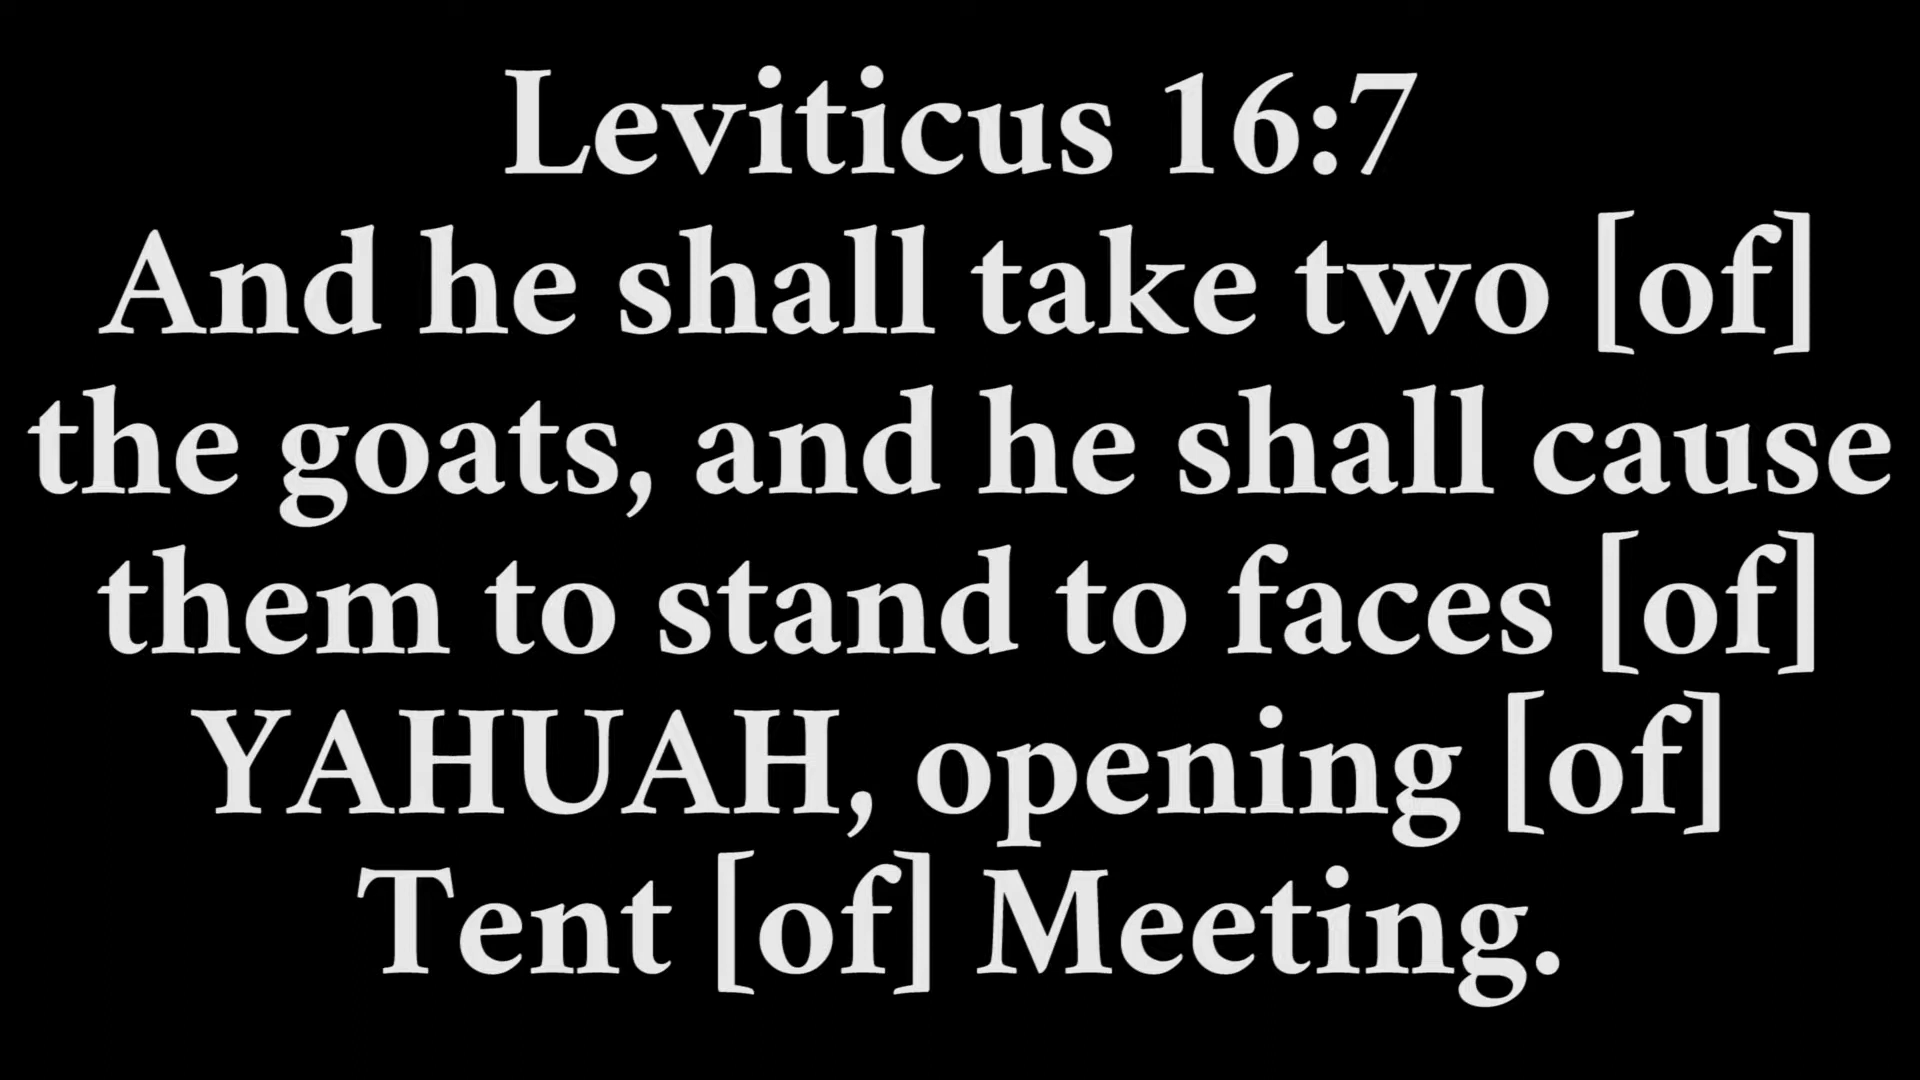 Leviticus 16:7
And he shall take two [of]
the goats, and he shall cause
them to stand to faces [of]
YAHUAH, opening [of]
Tent [of] Meeting.